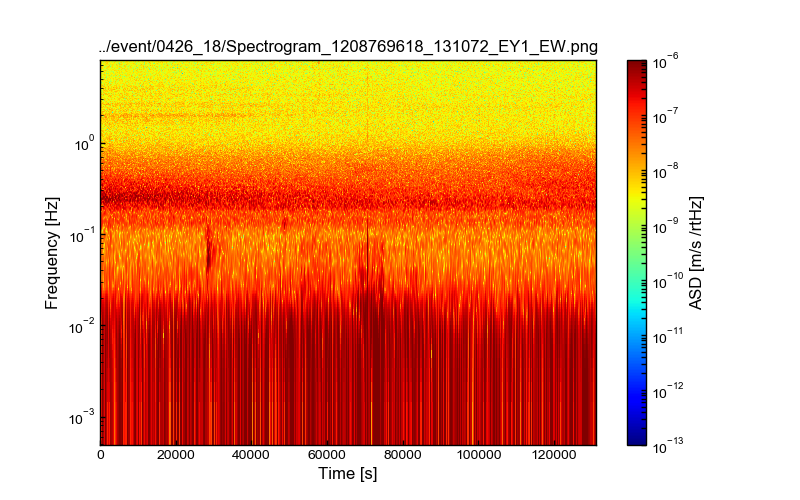 ../event/0426_18/Spectrogram_1208769618_131072_EY1_EW.png
Frequency [Hz]
10⁰
10⁻¹
10⁻²
10⁻³
0 20000 40000 60000 80000 100000 120000
Time [s]
10⁻⁶
10⁻⁷
10⁻⁸
10⁻⁹
10⁻¹⁰
10⁻¹¹
10⁻¹²
10⁻¹³
ASD [m/s /rtHz]